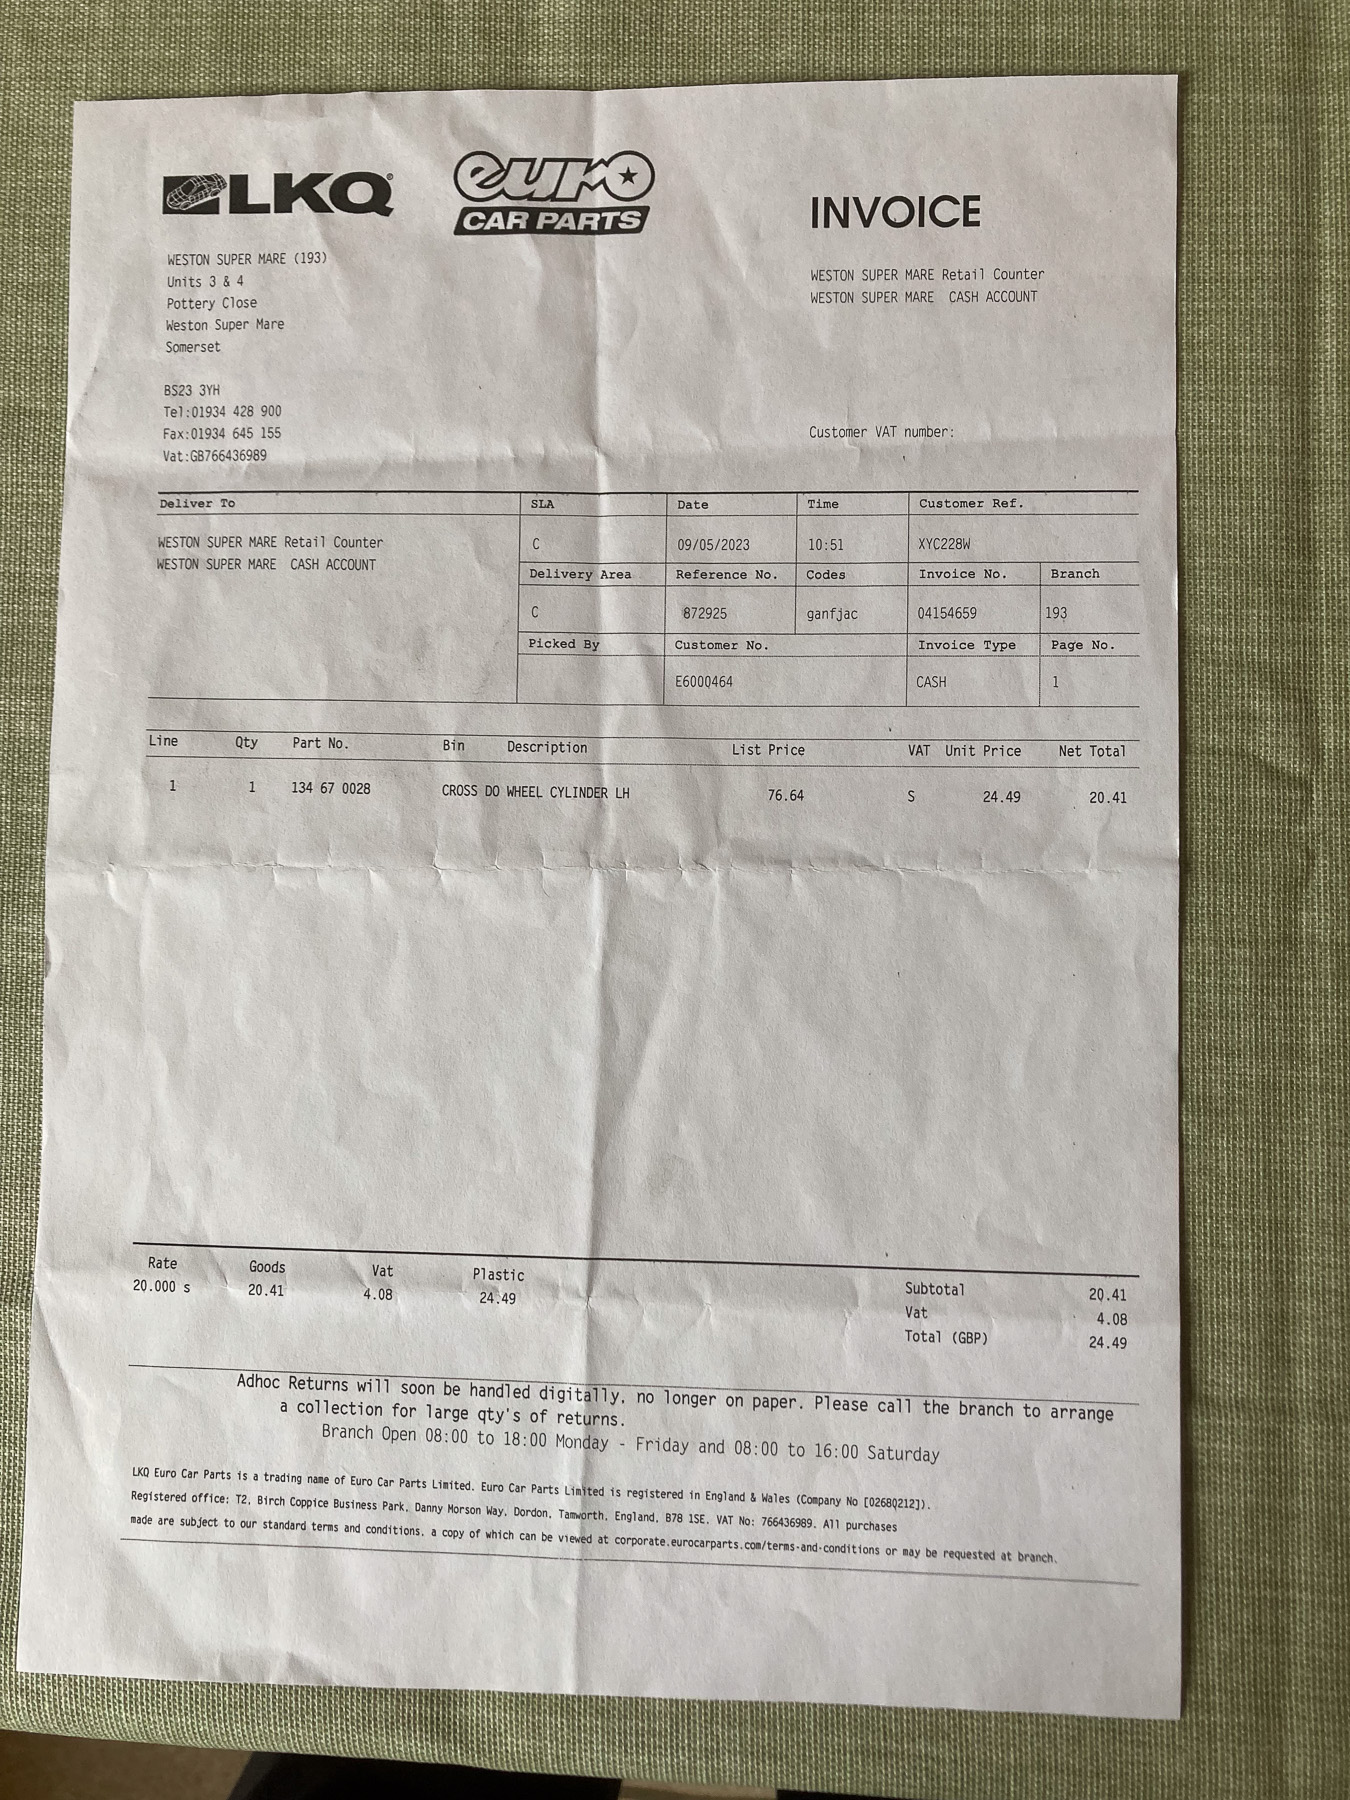 LKQ
euro
CAR PARTS
INVOICE
WESTON SUPER MARE (193)
Units 3 & 4
Pottery Close
Weston Super Mare
Somerset
BS23 3YH
Tel:01934 428 900
Fax:01934 645 155
Vat:GB766436989
WESTON SUPER MARE Retail Counter
WESTON SUPER MARE CASH ACCOUNT
Customer VAT number:
Deliver To SLA Date Time Customer Ref.
WESTON SUPER MARE Retail Counter C 09/05/2023 10:51 XYC228W
WESTON SUPER MARE CASH ACCOUNT
Delivery Area Reference No. Codes Invoice No. Branch
C 872925 ganfjac 04154659 193
Picked By Customer No. Invoice Type Page No.
E6000464 CASH 1
Line Qty Part No. Bin Description List Price VAT Unit Price Net Total
1 1 134 67 0028 CROSS DO WHEEL CYLINDER LH 76.64 S 24.49 20.41
Rate Goods Vat Plastic
20.000 s 20.41 4.08 24.49
Subtotal 20.41
Vat 4.08
Total (GBP) 24.49
Adhoc Returns will soon be handled digitally, no longer on paper. Please call the branch to arrange
a collection for large qty's of returns.
Branch Open 08:00 to 18:00 Monday - Friday and 08:00 to 16:00 Saturday
LKQ Euro Car Parts is a trading name of Euro Car Parts Limited. Euro Car Parts Limited is registered in England & Wales (Company No [02680212]).
Registered office: T2, Birch Coppice Business Park, Danny Morson Way, Dordon, Tamworth, England, B78 1SE. VAT No: 766436989. All purchases
made are subject to our standard terms and conditions, a copy of which can be viewed at corporate.eurocarparts.com/terms-and-conditions or may be requested at branch.